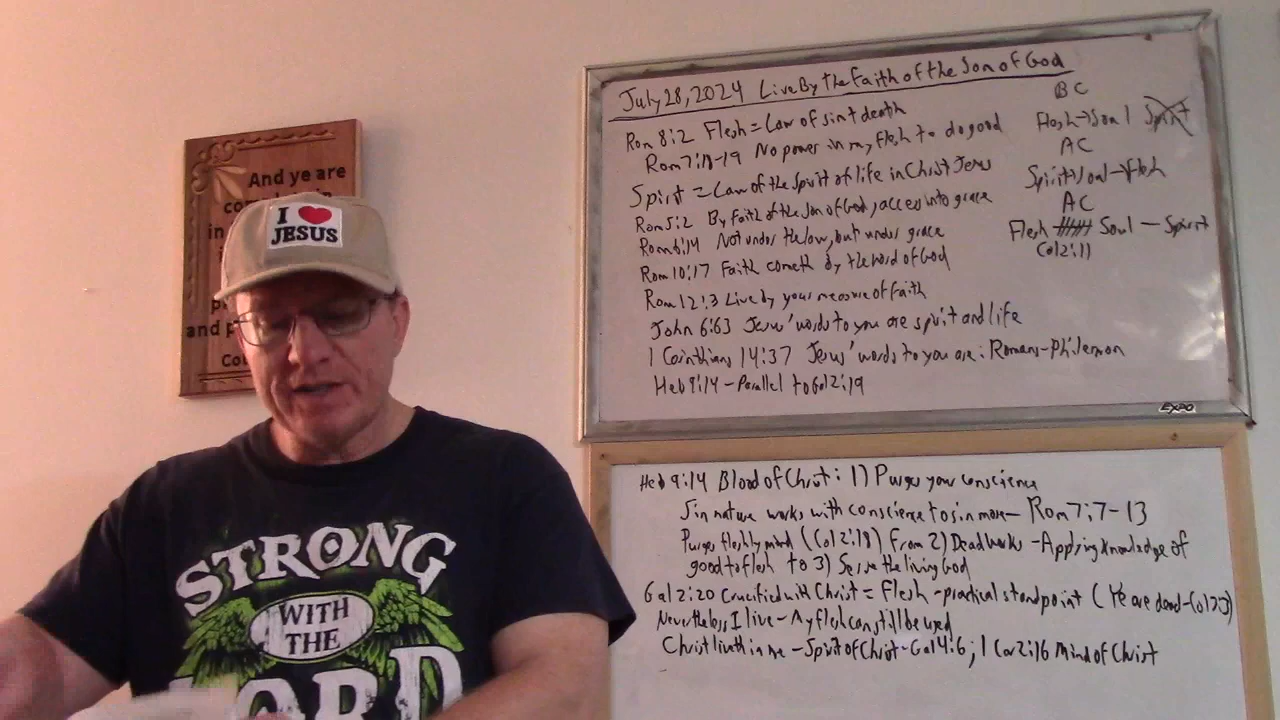 And ye are
com
in
in
and p
Co
I ❤ JESUS
STRONG
WITH
THE
LORD
July 28, 2024 Live By the Faith of the Son of God
Rom 8:2 Flesh = Law of sin + death
Rom 7:18-19 No power in my flesh to do good
Spirit = Law of the Spirit of life in Christ Jesus
Rom 5:2 By Faith of the Son of God, access into grace
Rom 6:14 Not under the law, but under grace
Rom 10:17 Faith cometh by the word of God
Rom 12:3 Live by your measure of faith
John 6:63 Jesus' words to you are spirit and life
1 Corinthians 14:37 Jesus' words to you are: Romans-Philemon
Heb 9:14 - Parallel to Gal 2:19
BC
Flesh → Soul Spirit
AC
Spirit → Soul → Flesh
AC
Flesh Soul — Spirit
Col 2:11
EXPO
Heb 9:14 Blood of Christ: 1) Purges your conscience
Sin nature works with conscience to sin more - Rom 7:7-13
Purges fleshly mind (Col 2:18) from 2) Dead works - Applying knowledge of
good to flesh to 3) Serve the living God
Gal 2:20 Crucified with Christ = Flesh - practical standpoint (Ye are dead - Col 3:3)
Nevertheless I live - My flesh can still be used
Christ liveth in me - Spirit of Christ - Gal 4:6; 1 Cor 2:16 Mind of Christ